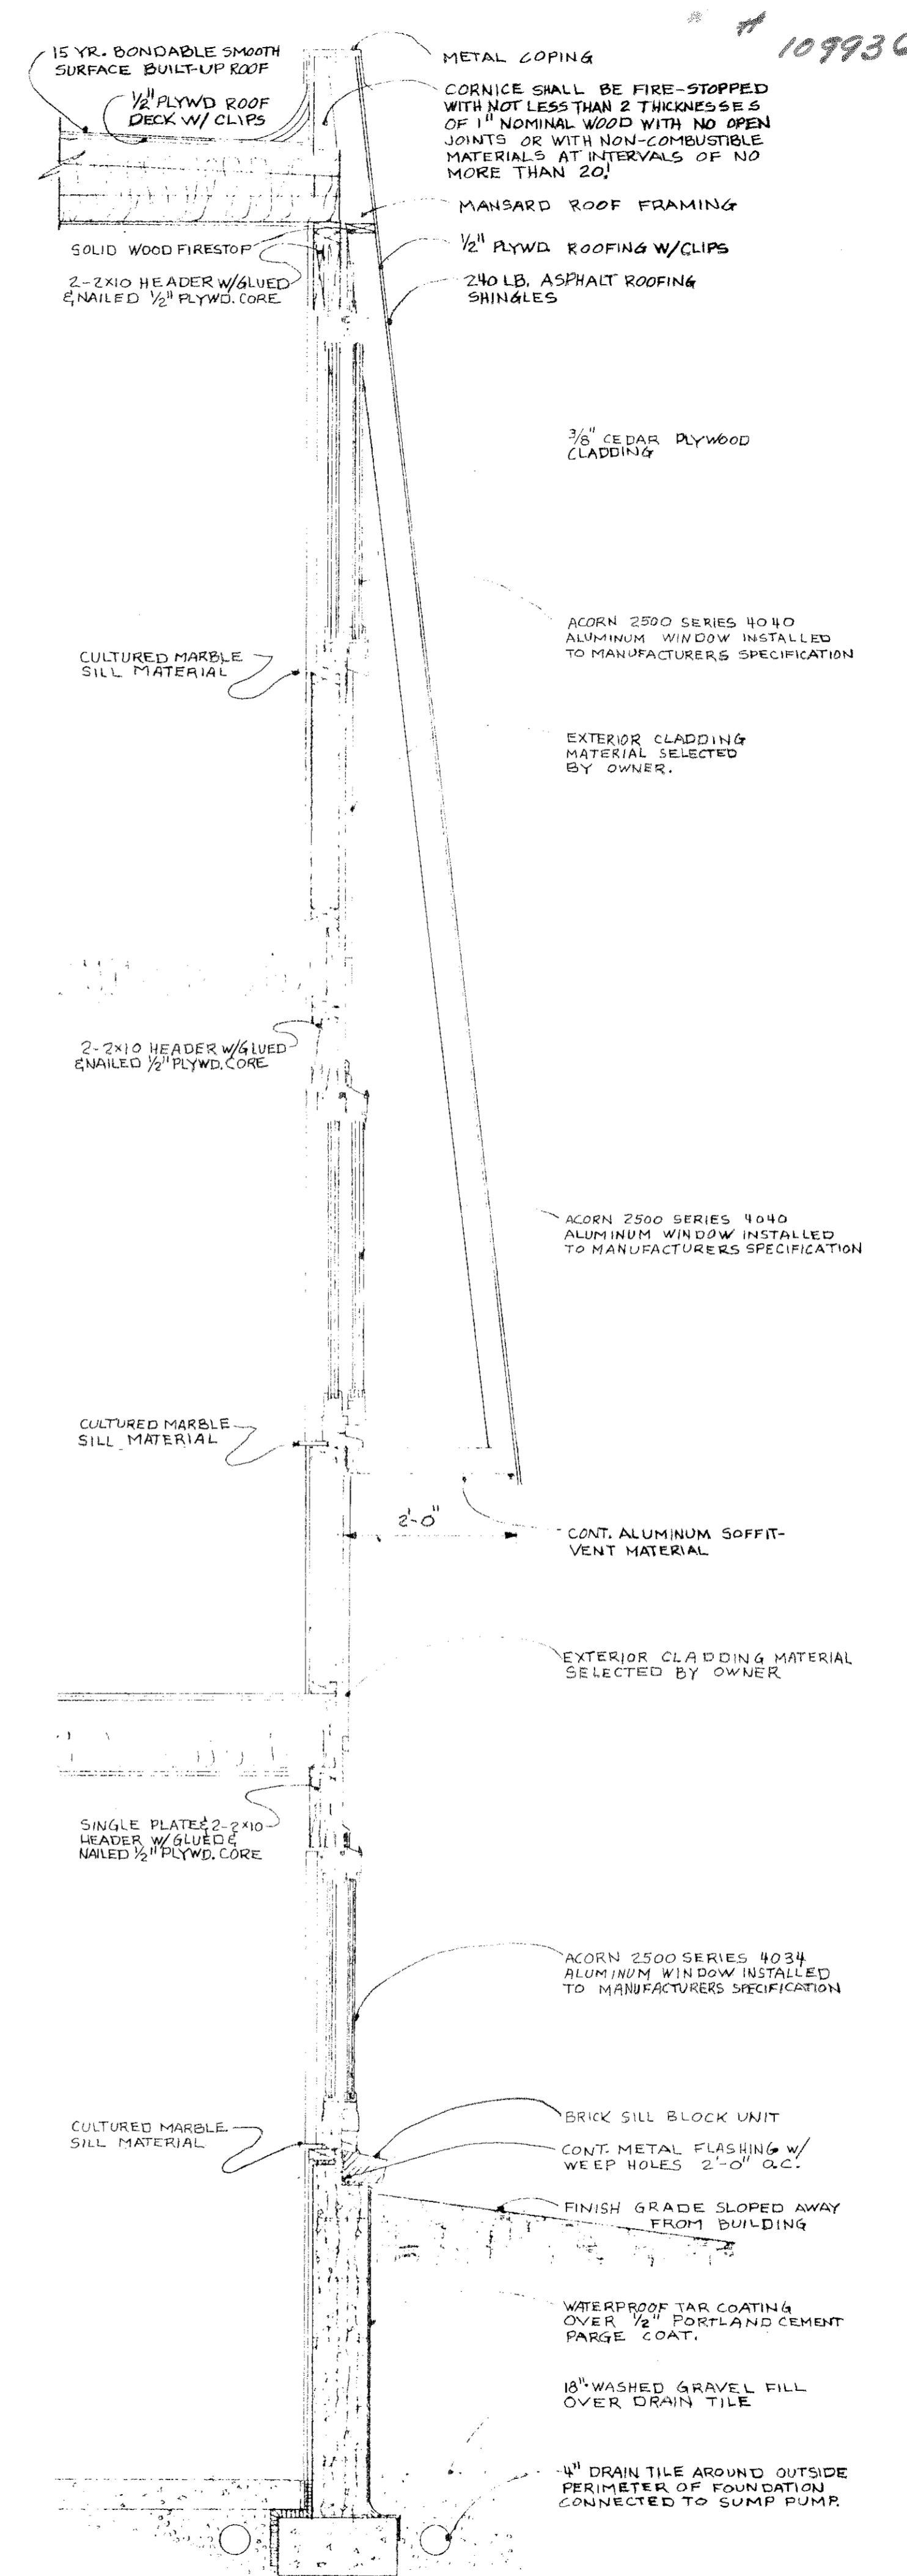 # 109936
15 YR. BONDABLE SMOOTH
SURFACE BUILT-UP ROOF
1/2" PLYWD ROOF
DECK W/ CLIPS
METAL COPING
CORNICE SHALL BE FIRE-STOPPED
WITH NOT LESS THAN 2 THICKNESSES
OF 1" NOMINAL WOOD WITH NO OPEN
JOINTS OR WITH NON-COMBUSTIBLE
MATERIALS AT INTERVALS OF NO
MORE THAN 20'.
MANSARD ROOF FRAMING
SOLID WOOD FIRESTOP
1/2" PLYWD ROOFING W/CLIPS
2-2X10 HEADER W/GLUED
& NAILED 1/2" PLYWD. CORE
240 LB. ASPHALT ROOFING
SHINGLES
3/8" CEDAR PLYWOOD
CLADDING
ACORN 2500 SERIES 4040
ALUMINUM WINDOW INSTALLED
TO MANUFACTURERS SPECIFICATION
CULTURED MARBLE
SILL MATERIAL
EXTERIOR CLADDING
MATERIAL SELECTED
BY OWNER.
2-2X10 HEADER W/GLUED
& NAILED 1/2" PLYWD. CORE
ACORN 2500 SERIES 4040
ALUMINUM WINDOW INSTALLED
TO MANUFACTURERS SPECIFICATION
CULTURED MARBLE
SILL MATERIAL
2'-0"
CONT. ALUMINUM SOFFIT-
VENT MATERIAL
EXTERIOR CLADDING MATERIAL
SELECTED BY OWNER
SINGLE PLATE & 2-2X10
HEADER W/ GLUED &
NAILED 1/2" PLYWD. CORE
ACORN 2500 SERIES 4034
ALUMINUM WINDOW INSTALLED
TO MANUFACTURERS SPECIFICATION
BRICK SILL BLOCK UNIT
CULTURED MARBLE
SILL MATERIAL
CONT. METAL FLASHING W/
WEEP HOLES 2'-0" O.C.
FINISH GRADE SLOPED AWAY
FROM BUILDING
WATERPROOF TAR COATING
OVER 1/2" PORTLAND CEMENT
PARGE COAT.
18" WASHED GRAVEL FILL
OVER DRAIN TILE
4" DRAIN TILE AROUND OUTSIDE
PERIMETER OF FOUNDATION
CONNECTED TO SUMP PUMP.